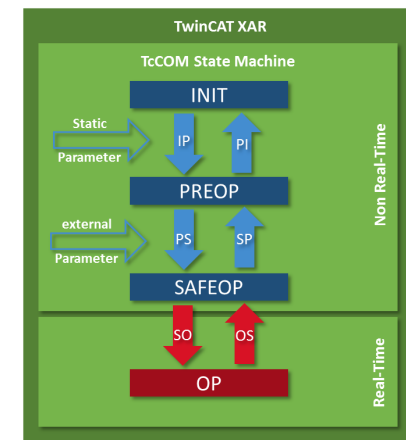 TwinCAT XAR
TcCOM State Machine
INIT
Static
Parameter
IP
PI
PREOP
external
Parameter
PS
SP
SAFEOP
Non Real-Time
SO
OS
OP
Real-Time